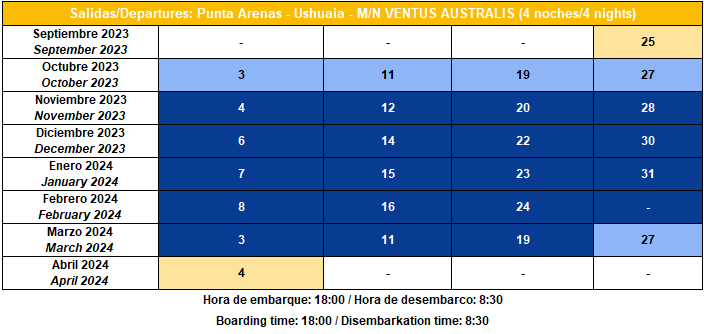 Salidas/Departures: Punta Arenas - Ushuaia - M/N VENTUS AUSTRALIS (4 noches/4 nights)
Septiembre 2023
September 2023
- - - 25
Octubre 2023
October 2023
3 11 19 27
Noviembre 2023
November 2023
4 12 20 28
Diciembre 2023
December 2023
6 14 22 30
Enero 2024
January 2024
7 15 23 31
Febrero 2024
February 2024
8 16 24 -
Marzo 2024
March 2024
3 11 19 27
Abril 2024
April 2024
4 - - -
Hora de embarque: 18:00 / Hora de desembarco: 8:30
Boarding time: 18:00 / Disembarkation time: 8:30